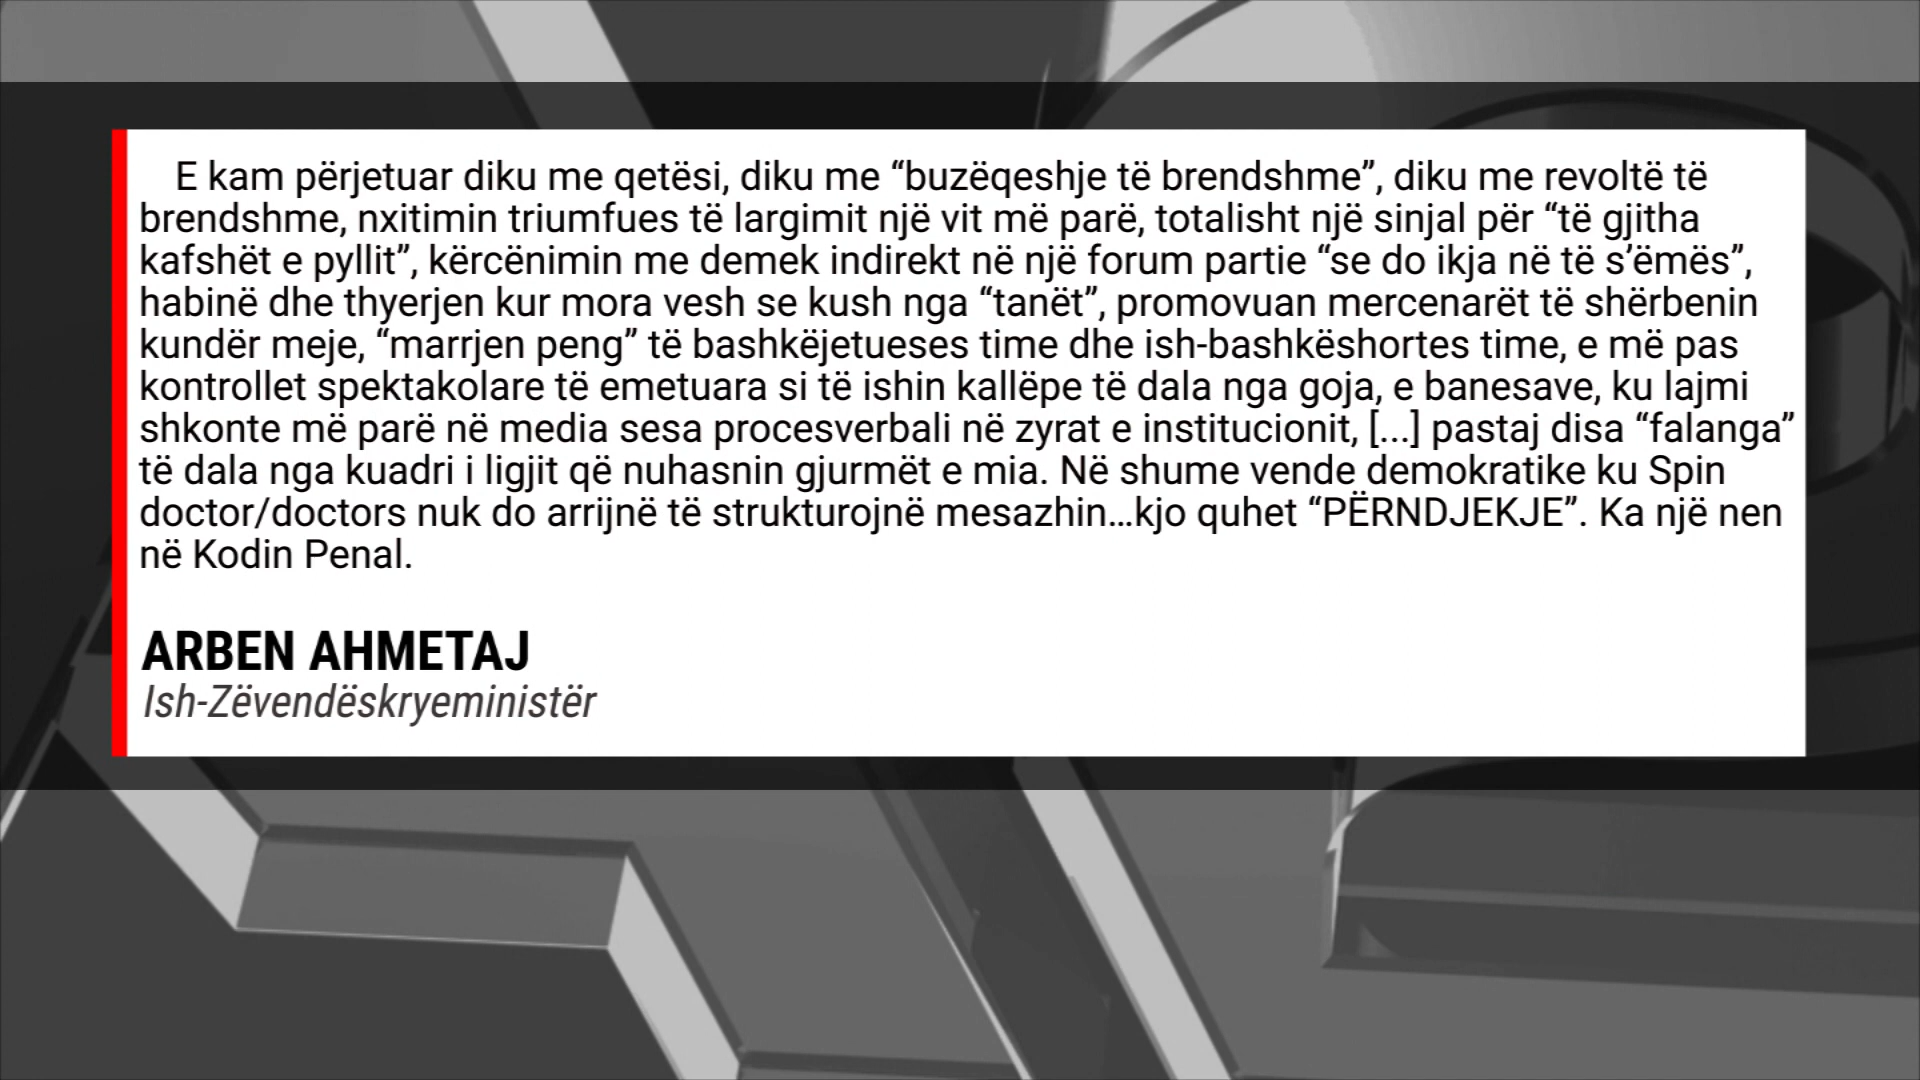 E kam përjetuar diku me qetësi, diku me “buzëqeshje të brendshme”, diku me revoltë të
brendshme, nxitimin triumfues të largimit një vit më parë, totalisht një sinjal për “të gjitha
kafshët e pyllit”, kërcënimin me demek indirekt në një forum partie “se do ikja në të s’ëmës”,
habinë dhe thyerjen kur mora vesh se kush nga “tanët”, promovuan mercenarët të shërbenin
kundër meje, “marrjen peng” të bashkëjetueses time dhe ish-bashkëshortes time, e më pas
kontrollet spektakolare të emetuara si të ishin kallëpe të dala nga goja, e banesave, ku lajmi
shkonte më parë në media sesa procesverbali në zyrat e institucionit, [...] pastaj disa “falanga”
të dala nga kuadri i ligjit që nuhasnin gjurmët e mia. Në shume vende demokratike ku Spin
doctor/doctors nuk do arrijnë të strukturojnë mesazhin...kjo quhet “PËRNDJEKJE”. Ka një nen
në Kodin Penal.
ARBEN AHMETAJ
Ish-Zëvendëskryeministër